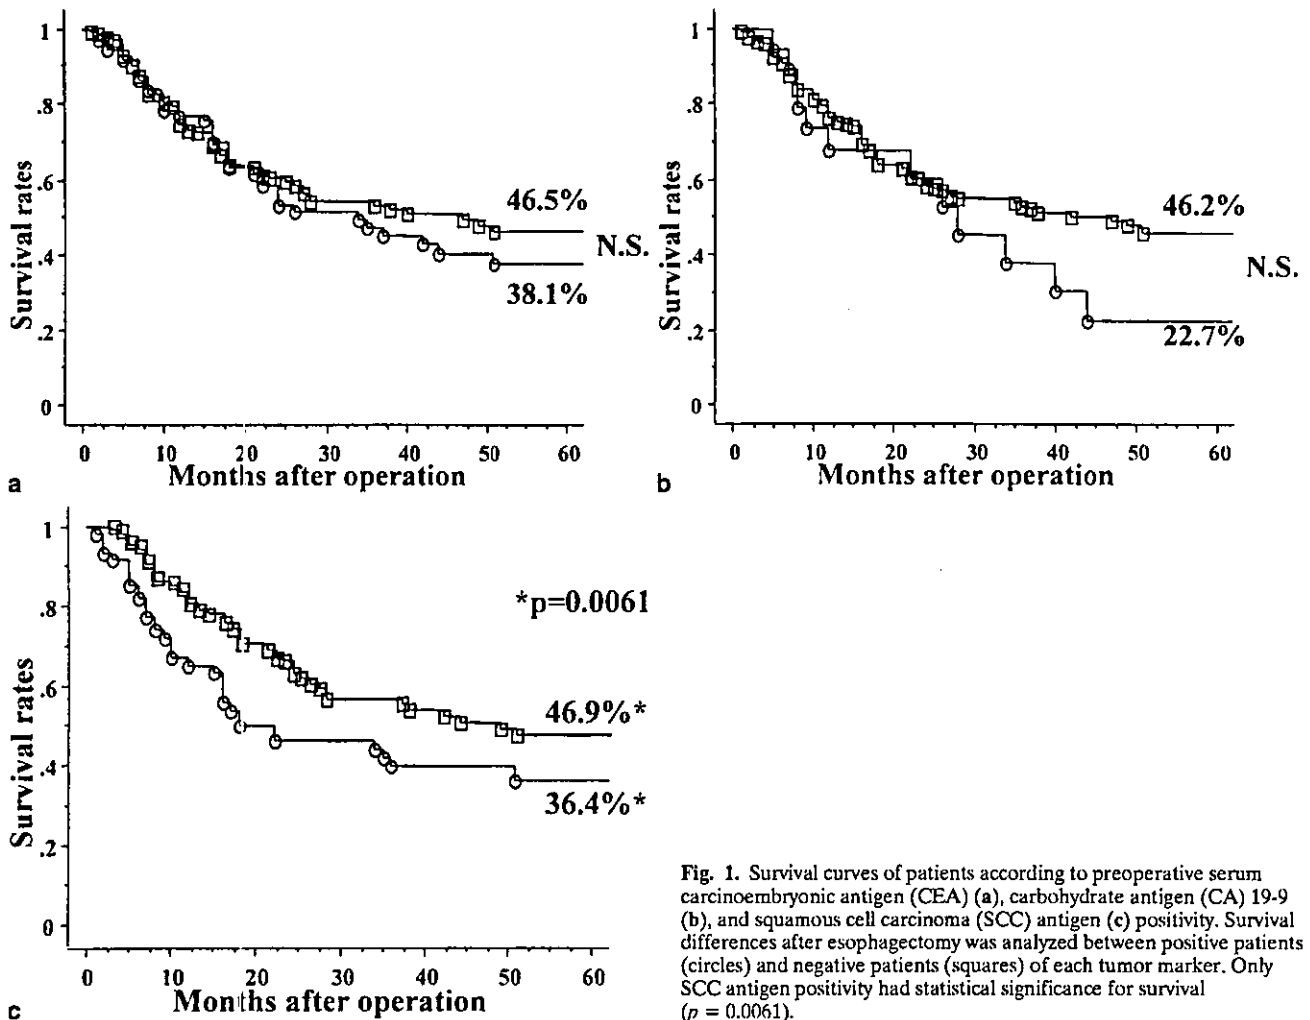 1
.8
.6
.4
.2
0
Survival rates
46.5%
N.S.
38.1%
0 10 20 30 40 50 60
Months after operation
a
1
.8
.6
.4
.2
0
Survival rates
46.2%
N.S.
22.7%
0 10 20 30 40 50 60
Months after operation
b
1
.8
.6
.4
.2
0
Survival rates
*p=0.0061
46.9%*
36.4%*
0 10 20 30 40 50 60
Months after operation
c
Fig. 1. Survival curves of patients according to preoperative serum
carcinoembryonic antigen (CEA) (a), carbohydrate antigen (CA) 19-9
(b), and squamous cell carcinoma (SCC) antigen (c) positivity. Survival
differences after esophagectomy was analyzed between positive patients
(circles) and negative patients (squares) of each tumor marker. Only
SCC antigen positivity had statistical significance for survival
(p = 0.0061).